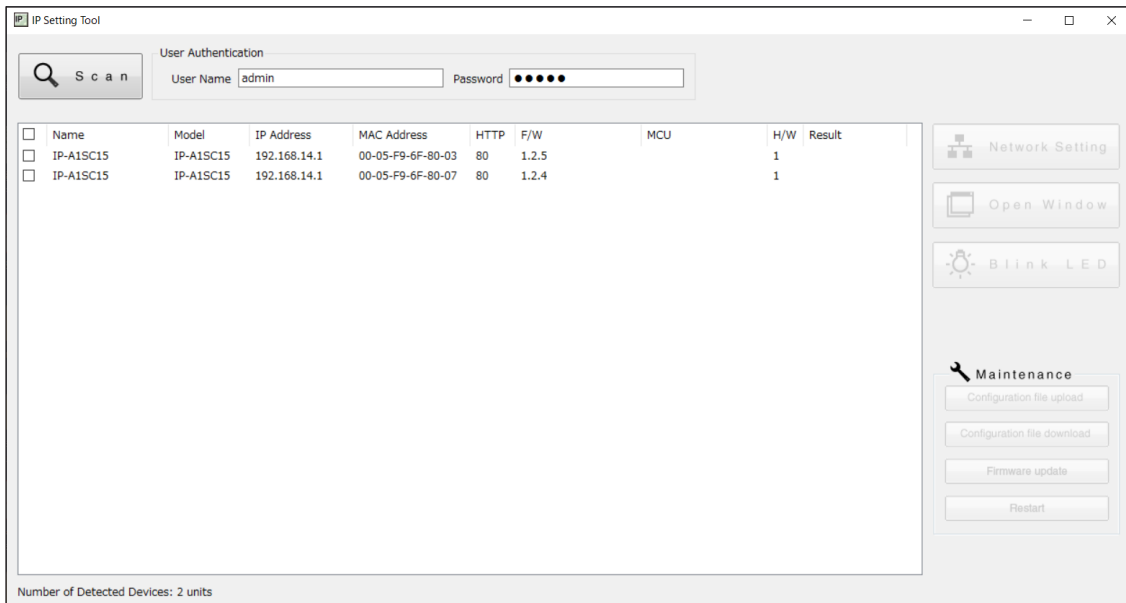 IP IP Setting Tool
User Authentication
Scan User Name admin Password ●●●●●
Name Model IP Address MAC Address HTTP F/W MCU H/W Result
IP-A1SC15 IP-A1SC15 192.168.14.1 00-05-F9-6F-80-03 80 1.2.5 1
IP-A1SC15 IP-A1SC15 192.168.14.1 00-05-F9-6F-80-07 80 1.2.4 1
Network Setting
Open Window
Blink LED
Maintenance
Configuration file upload
Configuration file download
Firmware update
Restart
Number of Detected Devices: 2 units